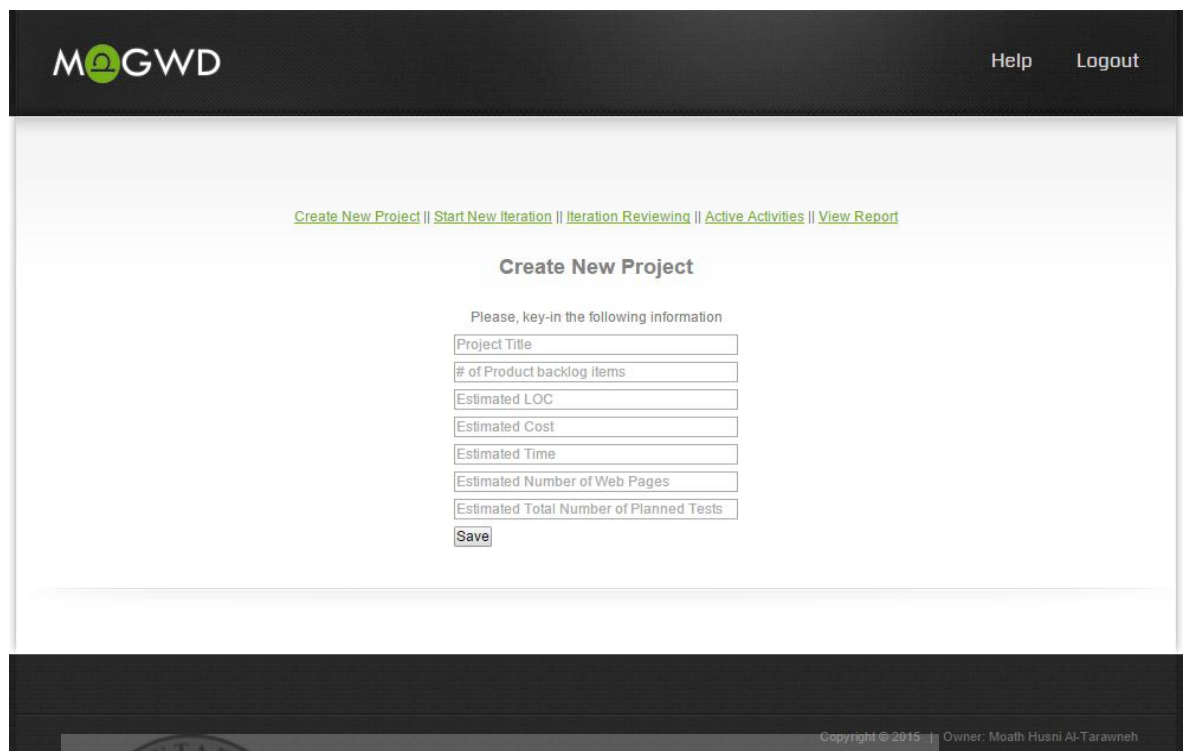 MOGWD
Help Logout
Create New Project || Start New Iteration || Iteration Reviewing || Active Activities || View Report
Create New Project
Please, key-in the following information
Project Title
# of Product backlog items
Estimated LOC
Estimated Cost
Estimated Time
Estimated Number of Web Pages
Estimated Total Number of Planned Tests
Save
Copyright © 2015 | Owner: Moath Husni Al-Tarawneh